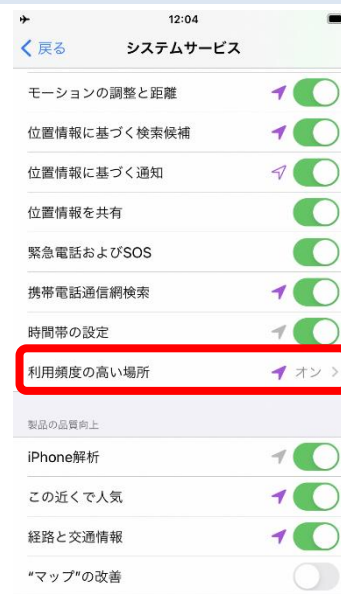 12:04
戻る システムサービス
モーションの調整と距離
位置情報に基づく検索候補
位置情報に基づく通知
位置情報を共有
緊急電話およびSOS
携帯電話通信網検索
時間帯の設定
利用頻度の高い場所 オン
製品の品質向上
iPhone解析
この近くで人気
経路と交通情報
“マップ”の改善